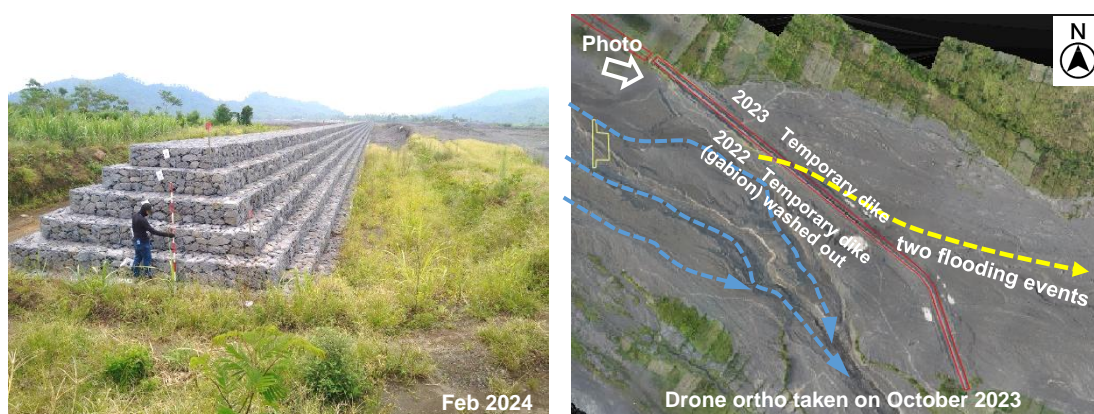 Feb 2024
Photo
N
2023 Temporary dike
2022 Temporary dike
(gabion) washed out
two flooding events
Drone ortho taken on October 2023